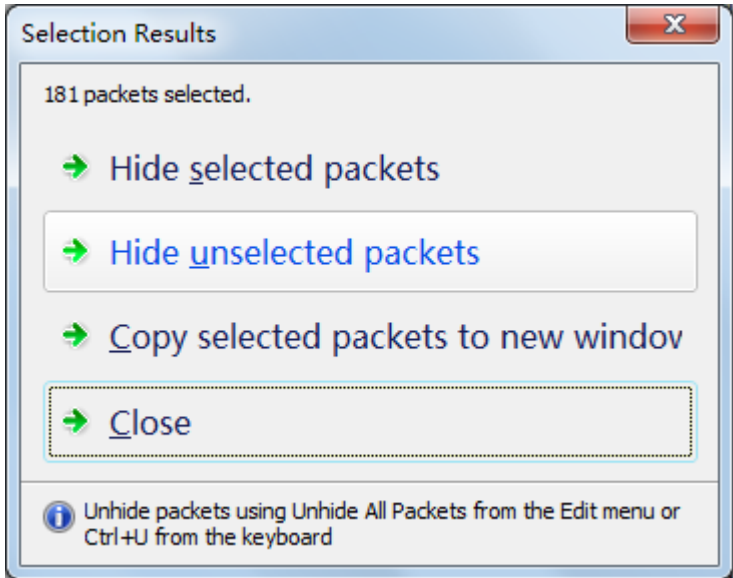 Selection Results
181 packets selected.
Hide selected packets
Hide unselected packets
Copy selected packets to new windov
Close
Unhide packets using Unhide All Packets from the Edit menu or
Ctrl+U from the keyboard